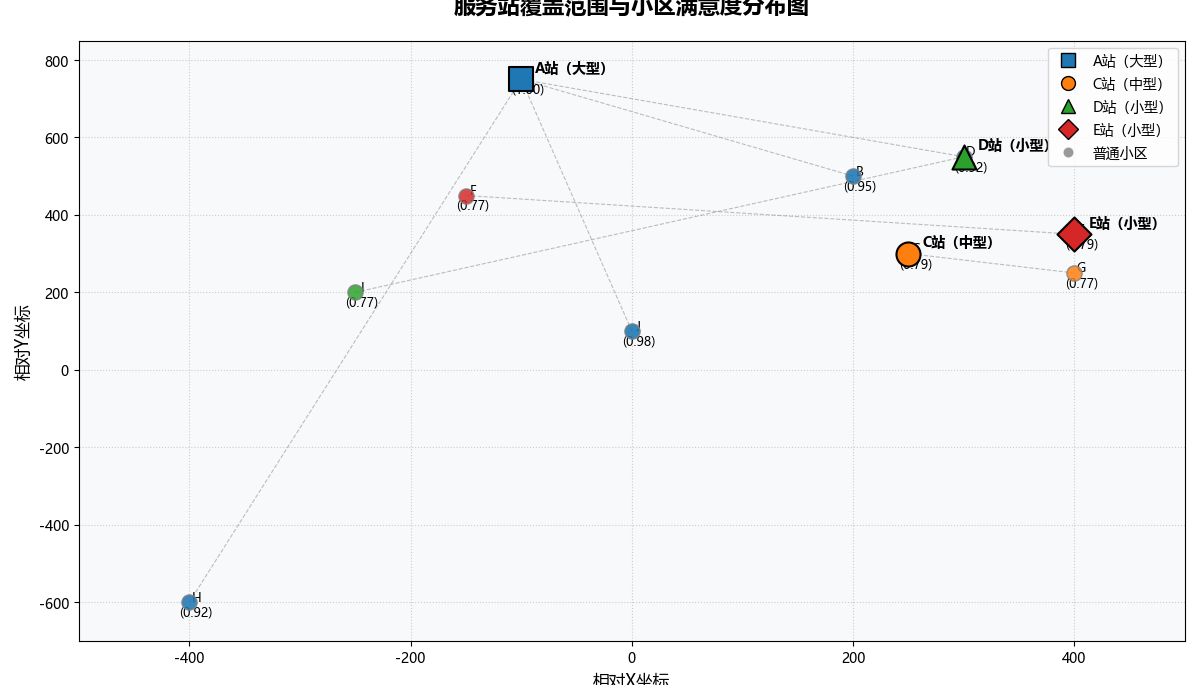 服务站覆盖范围与小区满意度分布图
800
600
400
200
0
-200
-400
-600
相对Y坐标
A站（大型）
D站（小型）
D
B
(0.95)
F
(0.77)
E站（小型）
C站（中型）
G
(0.77)
(0.77)
(0.98)
H
(0.92)
A站（大型）
C站（中型）
D站（小型）
E站（小型）
普通小区
-400
-200
0
200
400
相对X坐标